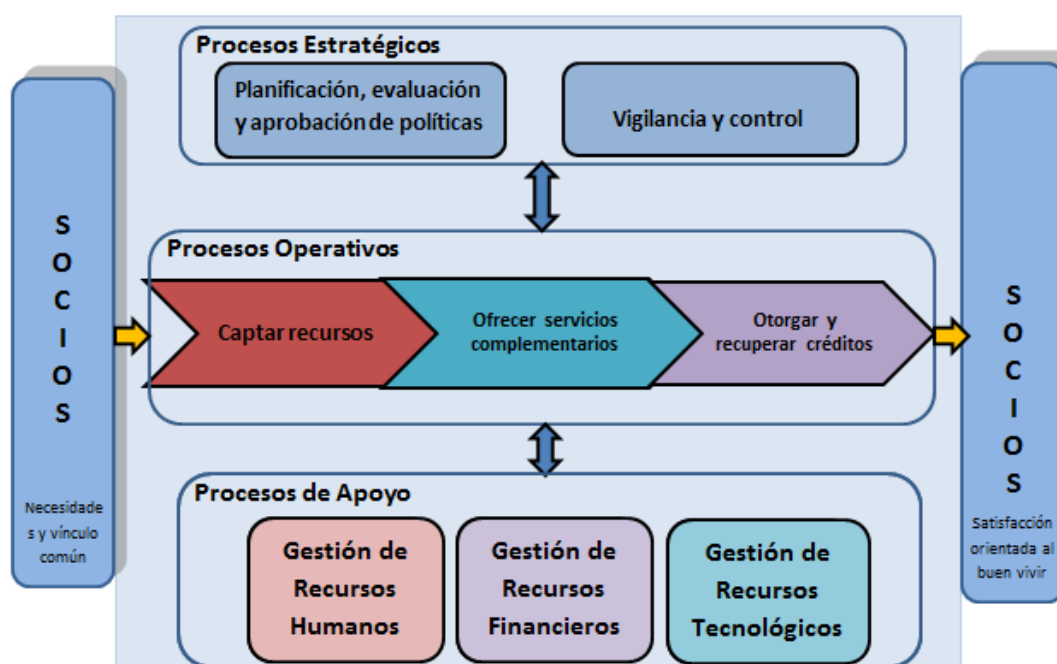 Procesos Estratégicos
Planificación, evaluación
y aprobación de políticas
Vigilancia y control
S
O
C
I
O
S
Necesidade
s y vínculo
común
Procesos Operativos
Captar recursos
Ofrecer servicios
complementarios
Otorgar y
recuperar créditos
Procesos de Apoyo
Gestión de
Recursos
Humanos
Gestión de
Recursos
Financieros
Gestión de
Recursos
Tecnológicos
S
O
C
I
O
S
Satisfacción
orientada al
buen vivir